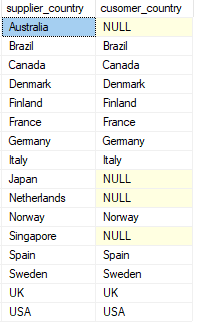 supplier_country cusomer_country
Australia NULL
Brazil Brazil
Canada Canada
Denmark Denmark
Finland Finland
France France
Germany Germany
Italy Italy
Japan NULL
Netherlands NULL
Norway Norway
Singapore NULL
Spain Spain
Sweden Sweden
UK UK
USA USA